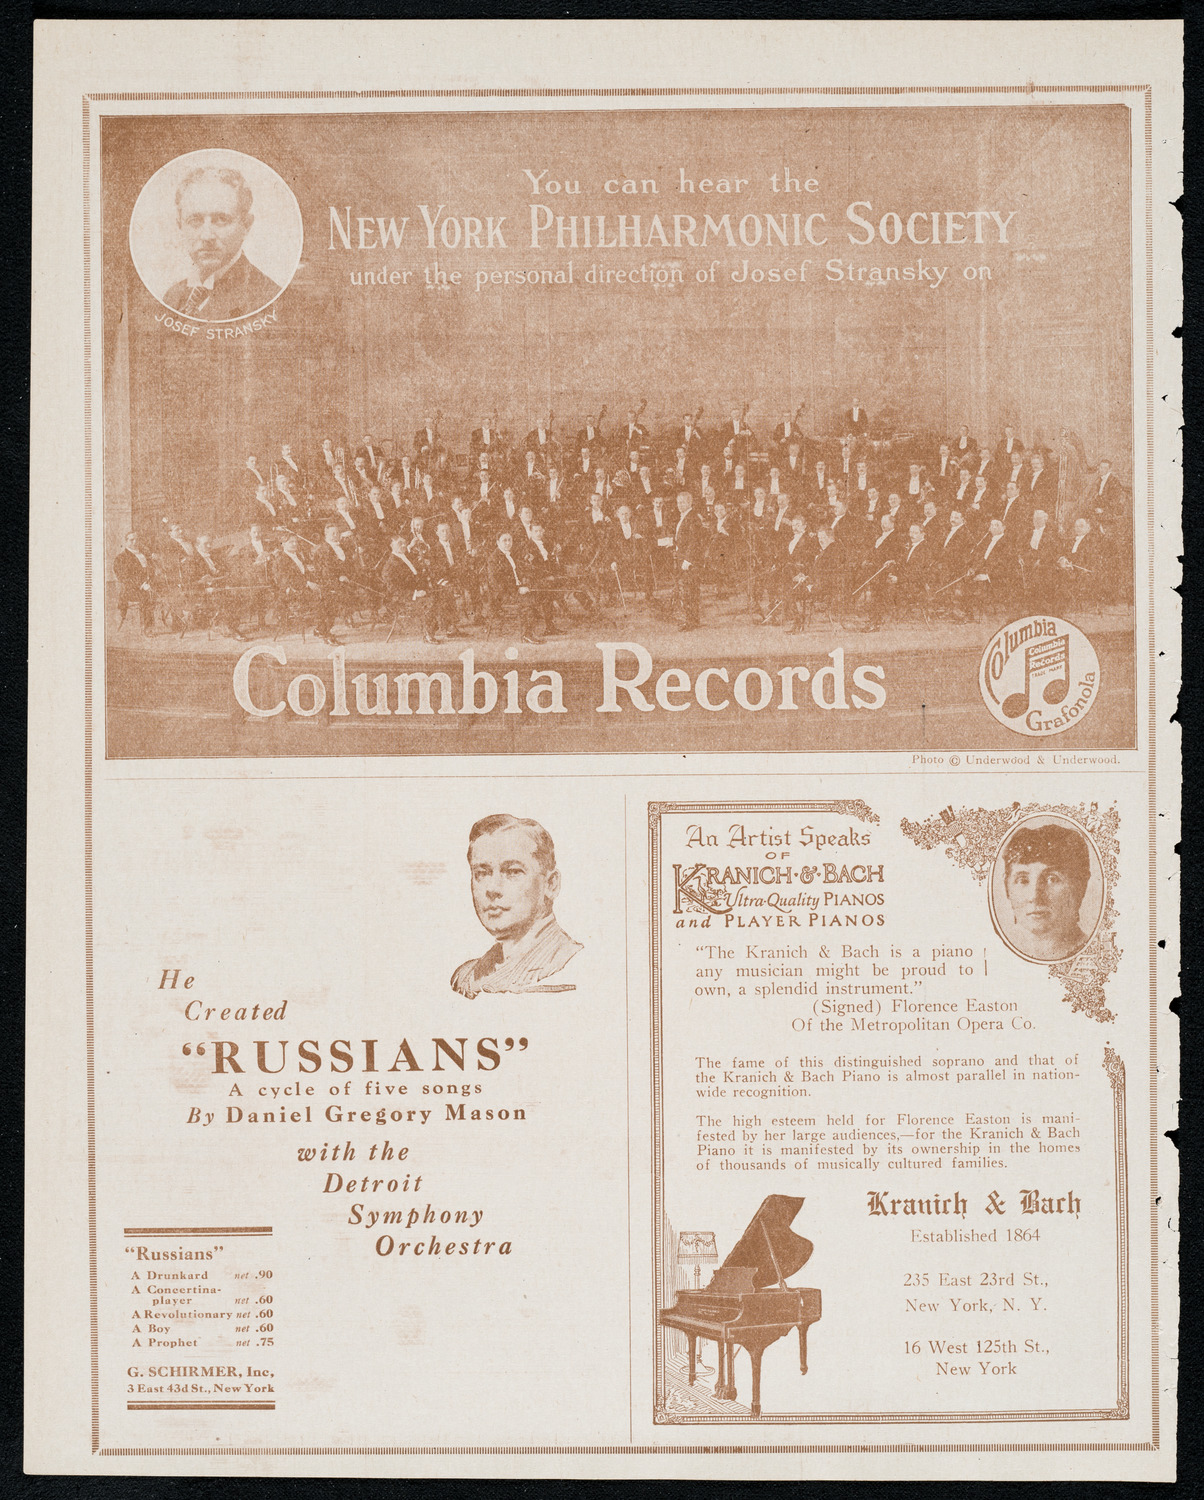 You can hear the
NEW YORK PHILHARMONIC SOCIETY
under the personal direction of Josef Stransky on
JOSEF STRANSKY
Columbia Records
Columbia
Columbia
Records
TRADE MARK
Grafonola
Photo © Underwood & Underwood.
He
Created
“RUSSIANS”
A cycle of five songs
By Daniel Gregory Mason
with the
Detroit
Symphony
Orchestra
“Russians”
A Drunkard net .90
A Concertina-
player net .60
A Revolutionary net .60
A Boy net .60
A Prophet net .75
G. SCHIRMER, Inc,
3 East 43d St., New York
An Artist Speaks
OF
KRANICH·&·BACH
Ultra-Quality PIANOS
and PLAYER PIANOS
“The Kranich & Bach is a piano
any musician might be proud to
own, a splendid instrument.”
(Signed) Florence Easton
Of the Metropolitan Opera Co.
The fame of this distinguished soprano and that of
the Kranich & Bach Piano is almost parallel in nation-
wide recognition.
The high esteem held for Florence Easton is mani-
fested by her large audiences,—for the Kranich & Bach
Piano it is manifested by its ownership in the homes
of thousands of musically cultured families.
Kranich & Bach
Established 1864
235 East 23rd St.,
New York, N. Y.
16 West 125th St.,
New York